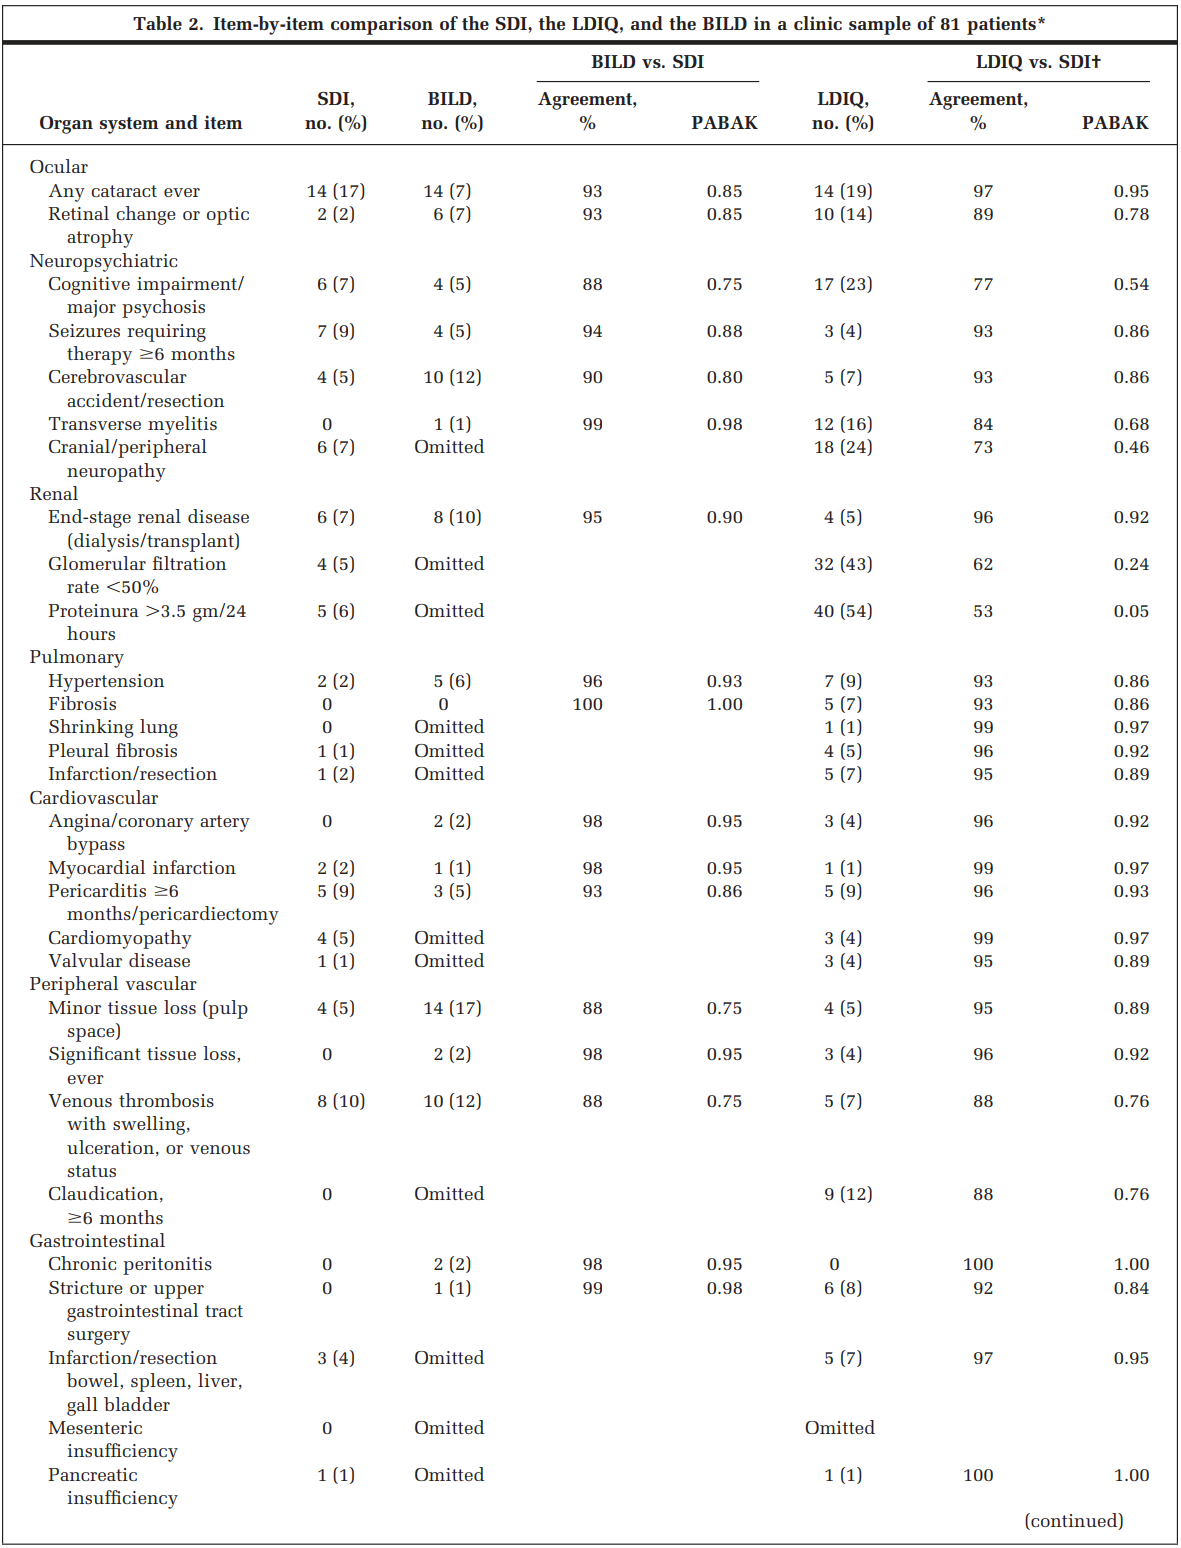 Table 2. Item-by-item comparison of the SDI, the LDIQ, and the BILD in a clinic sample of 81 patients*
BILD vs. SDI LDIQ vs. SDI†
SDI, BILD, Agreement, LDIQ, Agreement,
Organ system and item no. (%) no. (%) % PABAK no. (%) % PABAK
Ocular
Any cataract ever 14 (17) 14 (7) 93 0.85 14 (19) 97 0.95
Retinal change or optic 2 (2) 6 (7) 93 0.85 10 (14) 89 0.78
atrophy
Neuropsychiatric
Cognitive impairment/ 6 (7) 4 (5) 88 0.75 17 (23) 77 0.54
major psychosis
Seizures requiring 7 (9) 4 (5) 94 0.88 3 (4) 93 0.86
therapy ≥6 months
Cerebrovascular 4 (5) 10 (12) 90 0.80 5 (7) 93 0.86
accident/resection
Transverse myelitis 0 1 (1) 99 0.98 12 (16) 84 0.68
Cranial/peripheral 6 (7) Omitted 18 (24) 73 0.46
neuropathy
Renal
End-stage renal disease 6 (7) 8 (10) 95 0.90 4 (5) 96 0.92
(dialysis/transplant)
Glomerular filtration 4 (5) Omitted 32 (43) 62 0.24
rate <50%
Proteinura >3.5 gm/24 5 (6) Omitted 40 (54) 53 0.05
hours
Pulmonary
Hypertension 2 (2) 5 (6) 96 0.93 7 (9) 93 0.86
Fibrosis 0 0 100 1.00 5 (7) 93 0.86
Shrinking lung 0 Omitted 1 (1) 99 0.97
Pleural fibrosis 1 (1) Omitted 4 (5) 96 0.92
Infarction/resection 1 (2) Omitted 5 (7) 95 0.89
Cardiovascular
Angina/coronary artery 0 2 (2) 98 0.95 3 (4) 96 0.92
bypass
Myocardial infarction 2 (2) 1 (1) 98 0.95 1 (1) 99 0.97
Pericarditis ≥6 5 (9) 3 (5) 93 0.86 5 (9) 96 0.93
months/pericardiectomy
Cardiomyopathy 4 (5) Omitted 3 (4) 99 0.97
Valvular disease 1 (1) Omitted 3 (4) 95 0.89
Peripheral vascular
Minor tissue loss (pulp 4 (5) 14 (17) 88 0.75 4 (5) 95 0.89
space)
Significant tissue loss, 0 2 (2) 98 0.95 3 (4) 96 0.92
ever
Venous thrombosis 8 (10) 10 (12) 88 0.75 5 (7) 88 0.76
with swelling,
ulceration, or venous
status
Claudication, 0 Omitted 9 (12) 88 0.76
≥6 months
Gastrointestinal
Chronic peritonitis 0 2 (2) 98 0.95 0 100 1.00
Stricture or upper 0 1 (1) 99 0.98 6 (8) 92 0.84
gastrointestinal tract
surgery
Infarction/resection 3 (4) Omitted 5 (7) 97 0.95
bowel, spleen, liver,
gall bladder
Mesenteric 0 Omitted Omitted
insufficiency
Pancreatic 1 (1) Omitted 1 (1) 100 1.00
insufficiency
(continued)